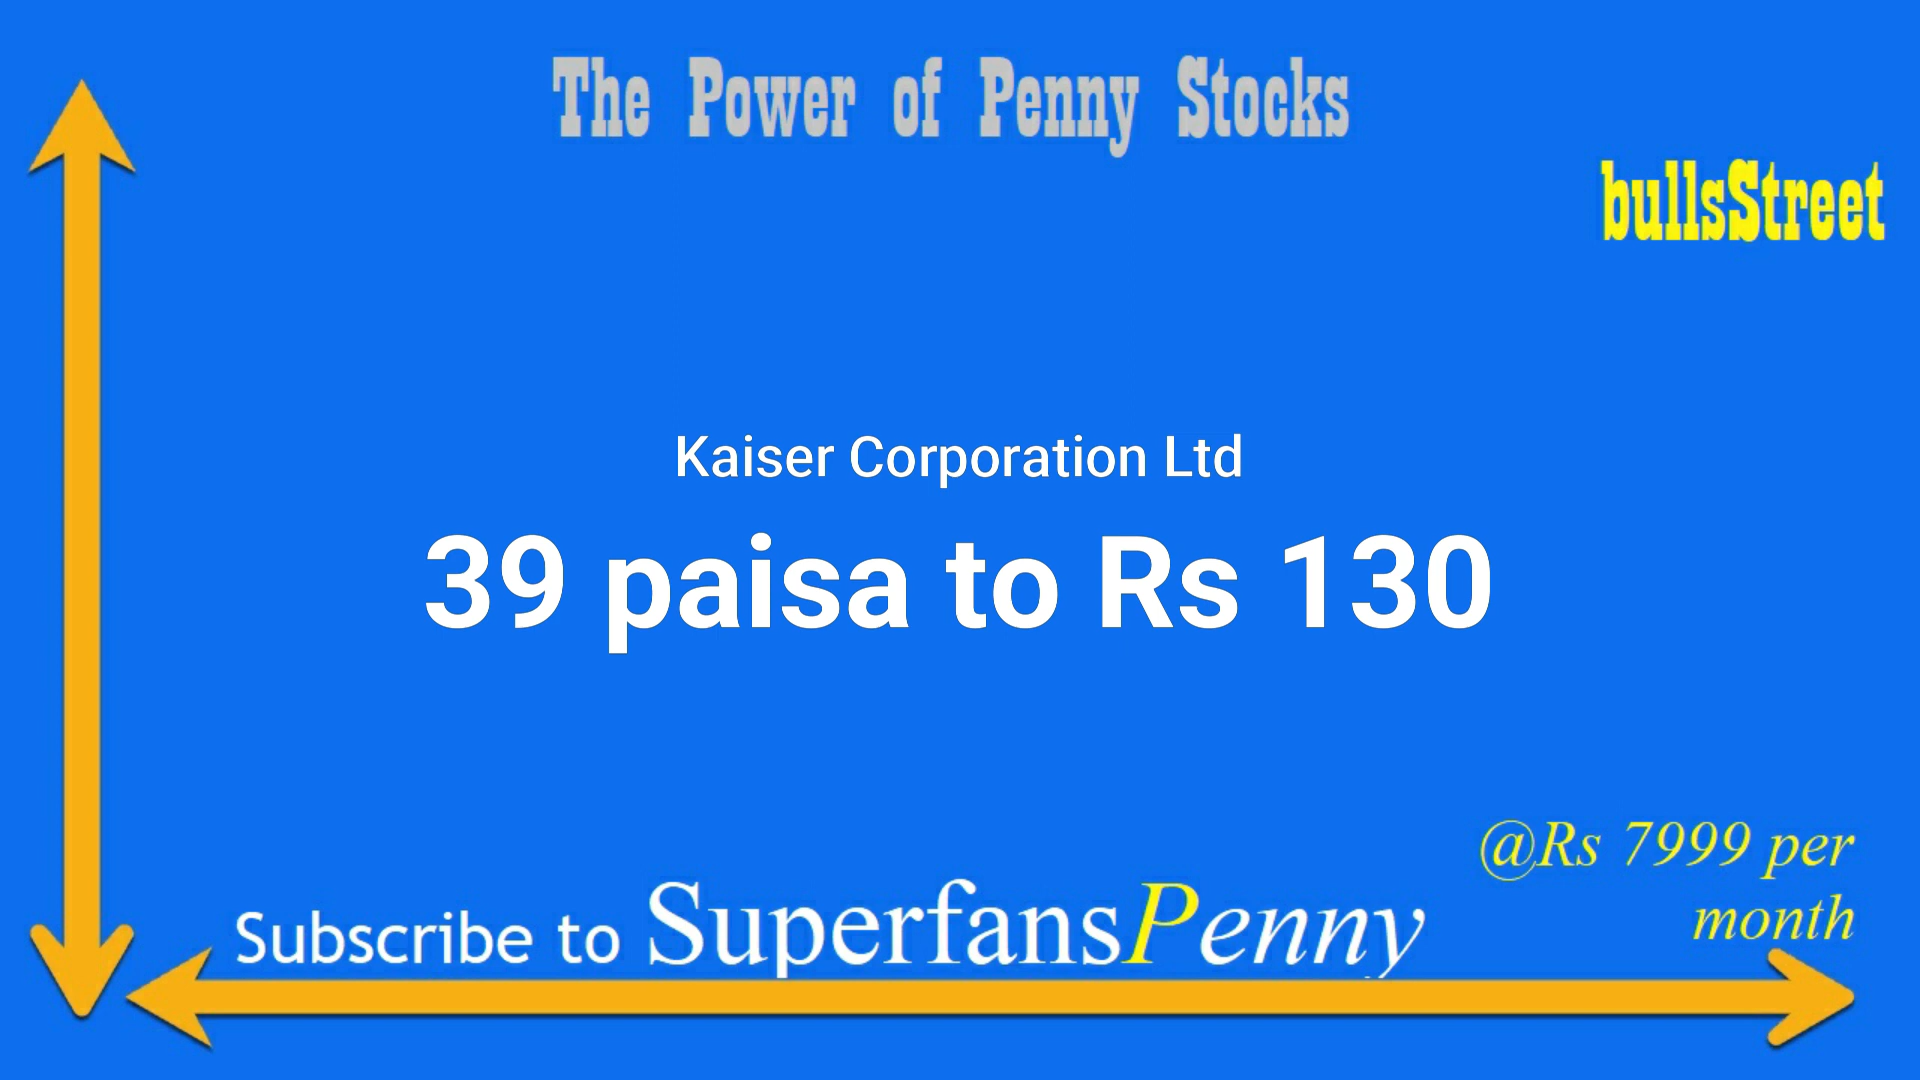 The Power of Penny Stocks
bullsStreet
Kaiser Corporation Ltd
39 paisa to Rs 130
@Rs 7999 per
month
Subscribe to SuperfansPenny